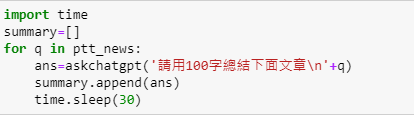 import time
summary=[]
for q in ptt_news:
    ans=askchatgpt('請用100字總結下面文章\n'+q)
    summary.append(ans)
    time.sleep(30)